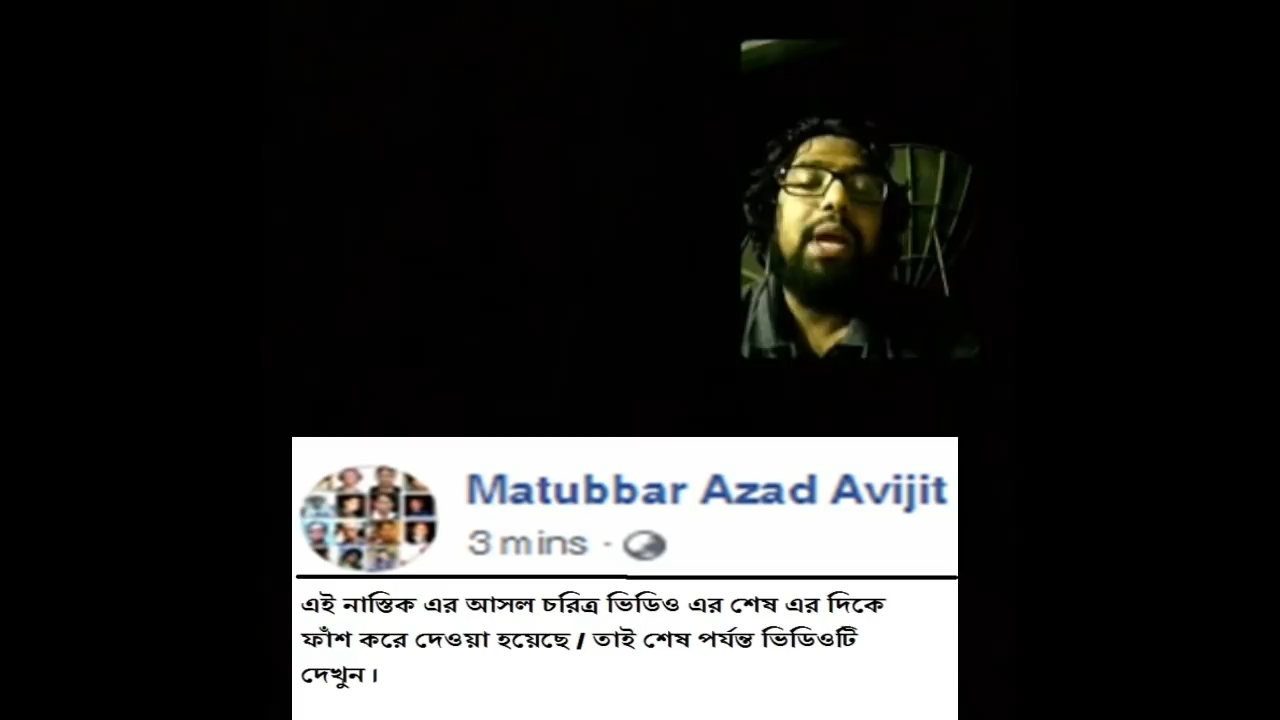 Matubbar Azad Avijit
3 mins ·
এই নাস্তিক এর আসল চরিত্র ভিডিও এর শেষ এর দিকে
ফাঁশ করে দেওয়া হয়েছে / তাই শেষ পর্যন্ত ভিডিওটি
দেখুন।